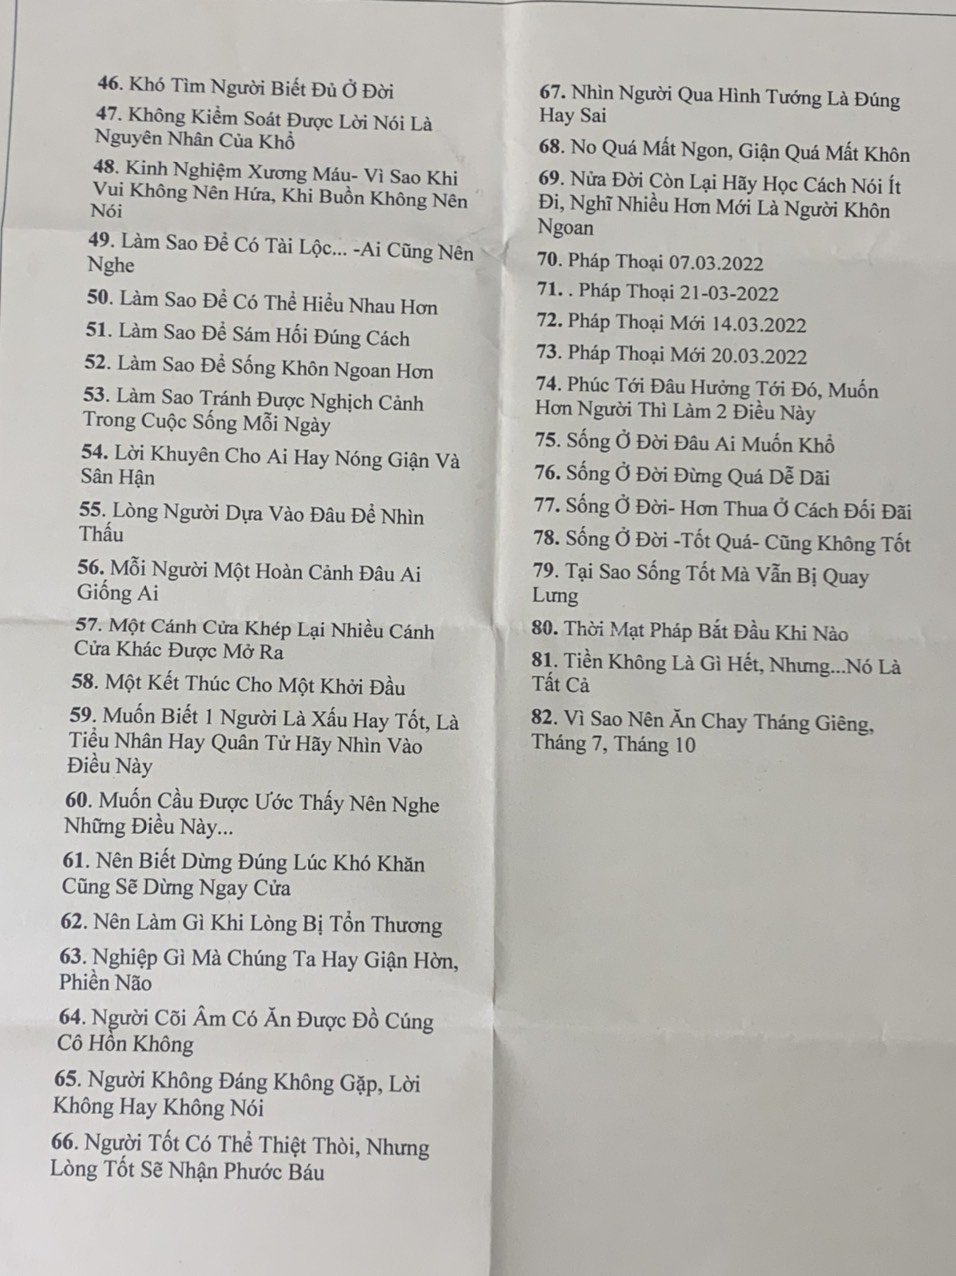 46. Khó Tìm Người Biết Đủ Ở Đời
47. Không Kiềm Soát Được Lời Nói Là
Nguyên Nhân Của Khổ
48. Kinh Nghiệm Xương Máu- Vì Sao Khi
Vui Không Nên Hứa, Khi Buồn Không Nên
Nói
49. Làm Sao Để Có Tài Lộc... -Ai Cũng Nên
Nghe
50. Làm Sao Để Có Thể Hiểu Nhau Hơn
51. Làm Sao Để Sám Hối Đúng Cách
52. Làm Sao Để Sống Khôn Ngoan Hơn
53. Làm Sao Tránh Được Nghịch Cảnh
Trong Cuộc Sống Mỗi Ngày
54. Lời Khuyên Cho Ai Hay Nóng Giận Và
Sân Hận
55. Lòng Người Dựa Vào Đâu Để Nhìn
Thấu
56. Mỗi Người Một Hoàn Cảnh Đâu Ai
Giống Ai
57. Một Cánh Cửa Khép Lại Nhiều Cánh
Cửa Khác Được Mở Ra
58. Một Kết Thúc Cho Một Khởi Đầu
59. Muốn Biết 1 Người Là Xấu Hay Tốt, Là
Tiểu Nhân Hay Quân Tử Hãy Nhìn Vào
Điều Này
60. Muốn Cầu Được Ước Thấy Nên Nghe
Những Điều Này...
61. Nên Biết Dừng Đúng Lúc Khó Khăn
Cũng Sẽ Dừng Ngay Cửa
62. Nên Làm Gì Khi Lòng Bị Tổn Thương
63. Nghiệp Gì Mà Chúng Ta Hay Giận Hờn,
Phiền Não
64. Người Cõi Âm Có Ăn Được Đồ Cúng
Cô Hồn Không
65. Người Không Đáng Không Gặp, Lời
Không Hay Không Nói
66. Người Tốt Có Thể Thiệt Thòi, Nhưng
Lòng Tốt Sẽ Nhận Phước Báu
67. Nhìn Người Qua Hình Tướng Là Đúng
Hay Sai
68. No Quá Mất Ngon, Giận Quá Mất Khôn
69. Nửa Đời Còn Lại Hãy Học Cách Nói Ít
Đi, Nghĩ Nhiều Hơn Mới Là Người Khôn
Ngoan
70. Pháp Thoại 07.03.2022
71. . Pháp Thoại 21-03-2022
72. Pháp Thoại Mới 14.03.2022
73. Pháp Thoại Mới 20.03.2022
74. Phúc Tới Đâu Hưởng Tới Đó, Muốn
Hơn Người Thì Làm 2 Điều Này
75. Sống Ở Đời Đâu Ai Muốn Khổ
76. Sống Ở Đời Đừng Quá Dễ Dãi
77. Sống Ở Đời- Hơn Thua Ở Cách Đối Đãi
78. Sống Ở Đời -Tốt Quá- Cũng Không Tốt
79. Tại Sao Sống Tốt Mà Vẫn Bị Quay
Lưng
80. Thời Mạt Pháp Bắt Đầu Khi Nào
81. Tiền Không Là Gì Hết, Nhưng...Nó Là
Tất Cả
82. Vì Sao Nên Ăn Chay Tháng Giêng,
Tháng 7, Tháng 10